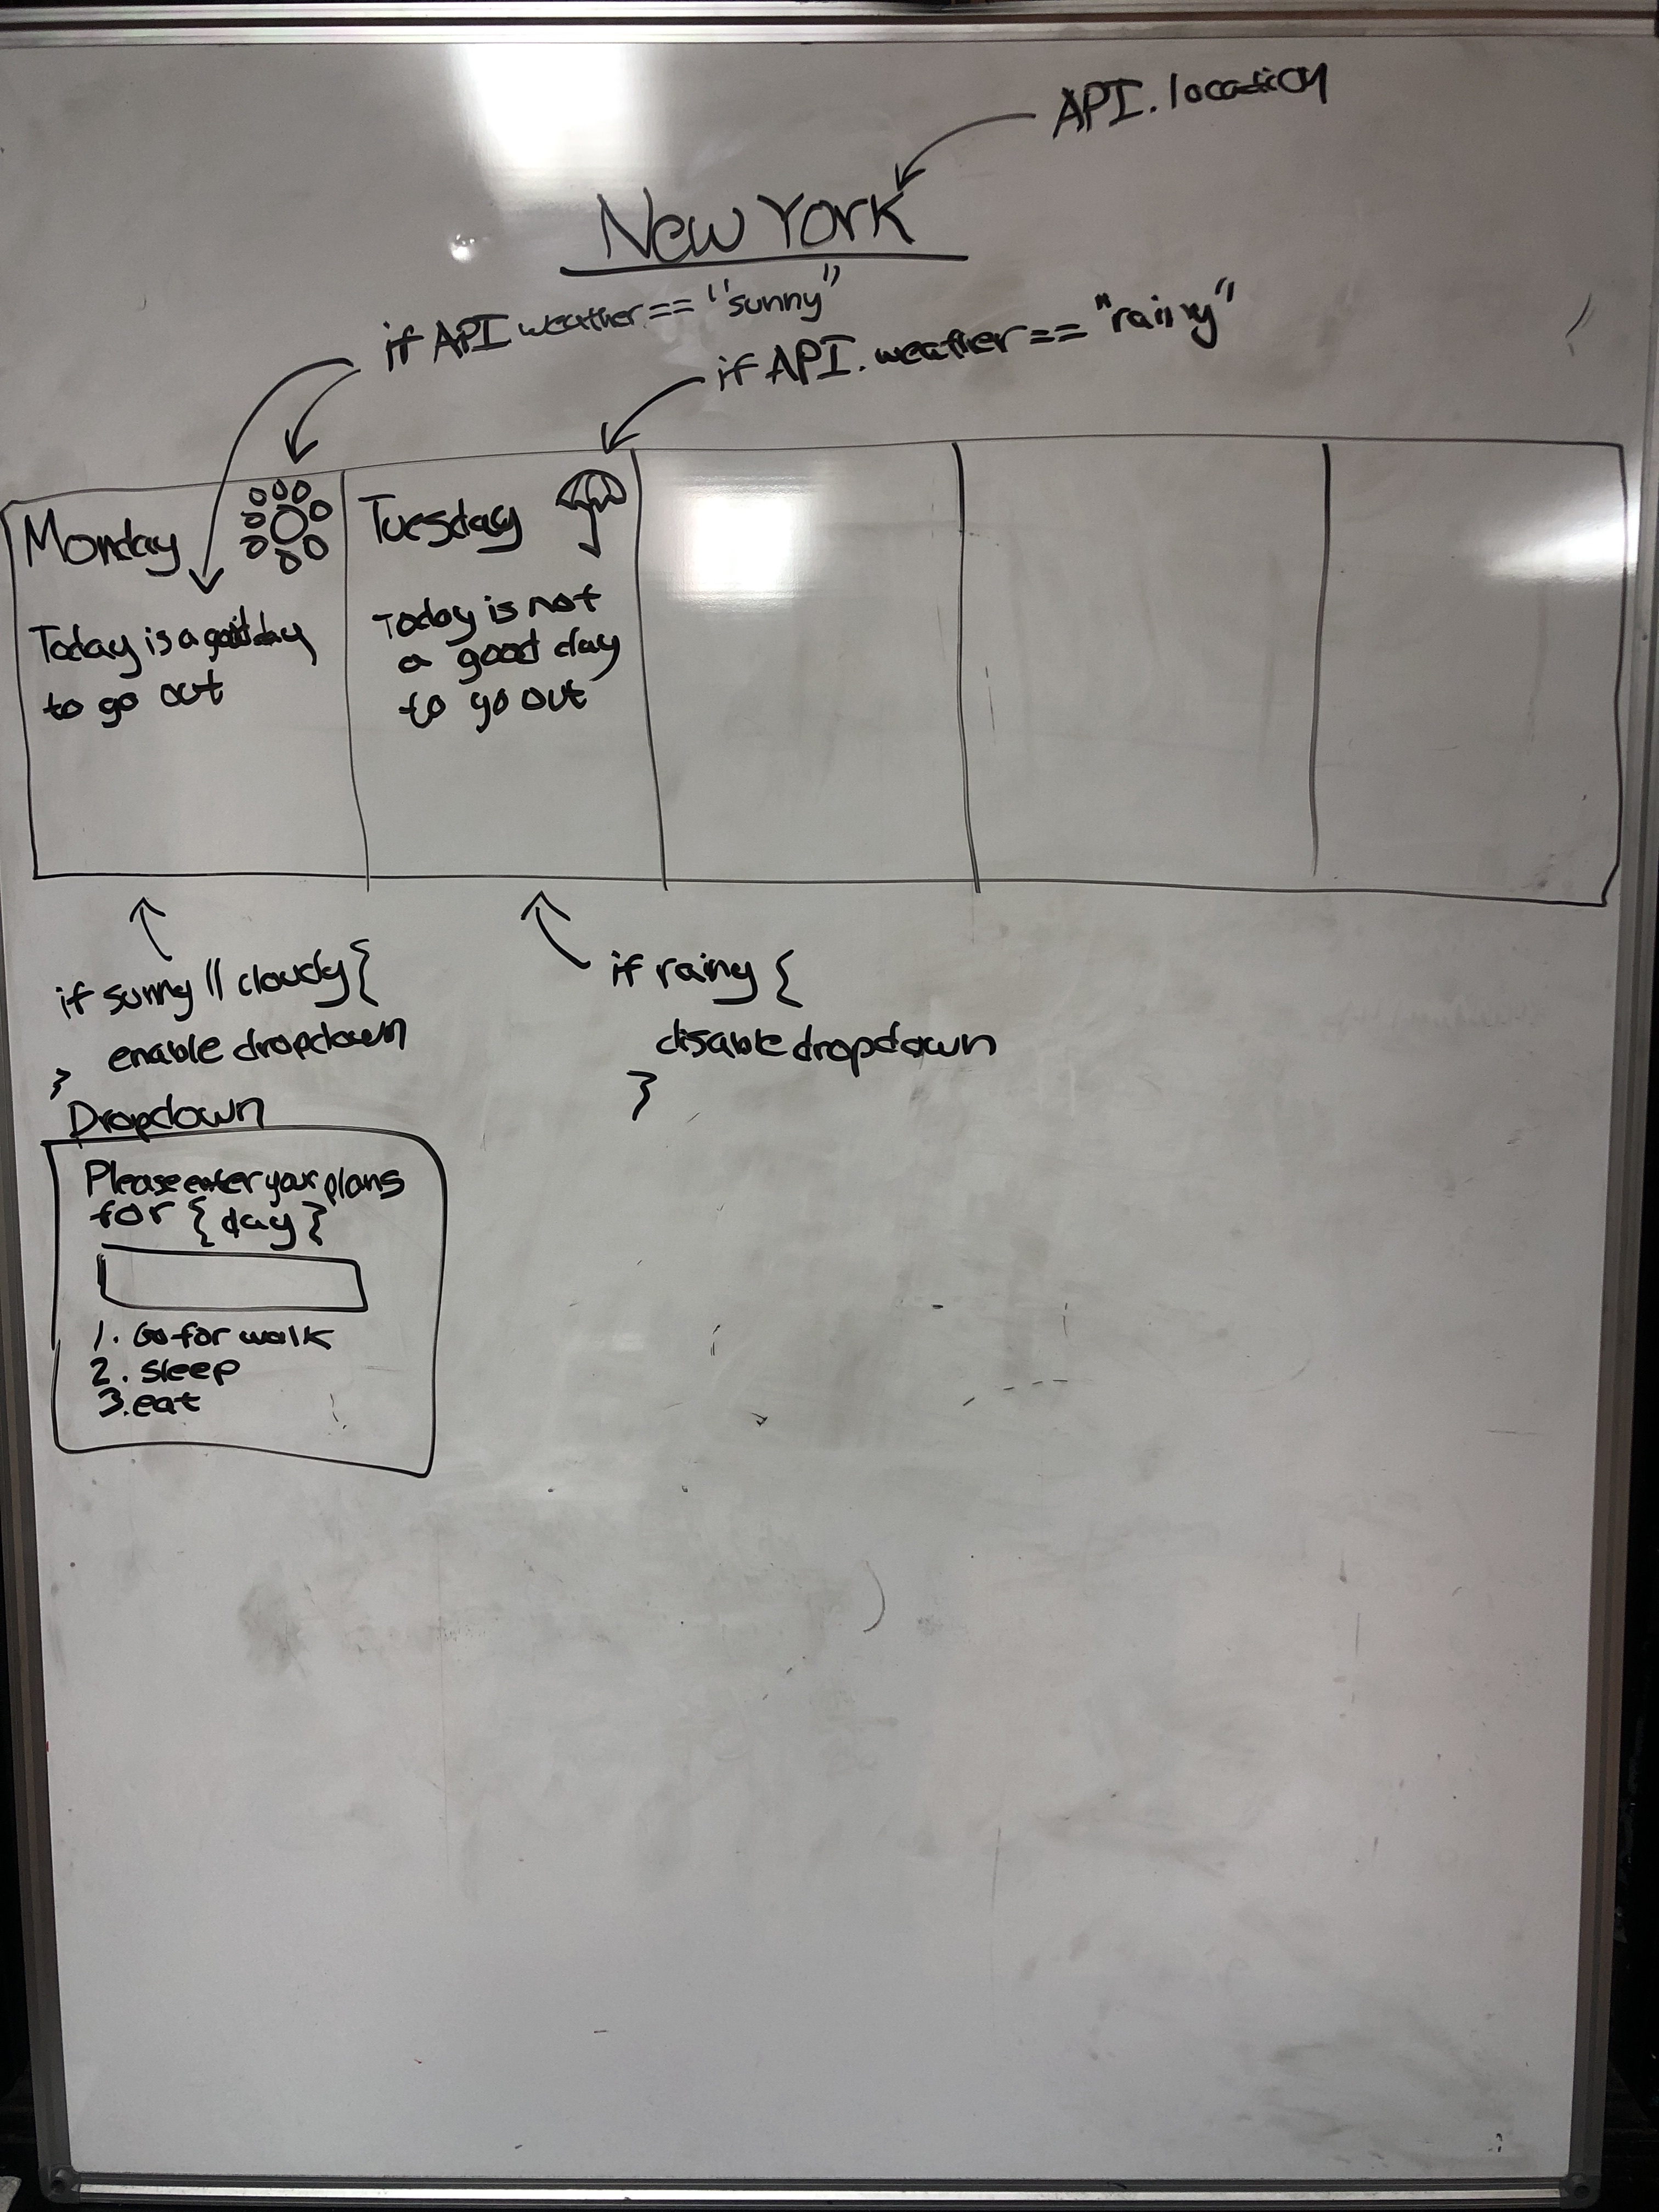 API.location
New York
if API weather == "sunny"
if API.weather == "rainy"
Monday
Today is a good day
to go out
Tuesday
Today is not
a good day
to go out
if sunny || cloudy {
enable dropdown
}
if rainy {
disable dropdown
}
Dropdown
Please enter your plans
for { day }
1. Go for walk
2. sleep
3. eat